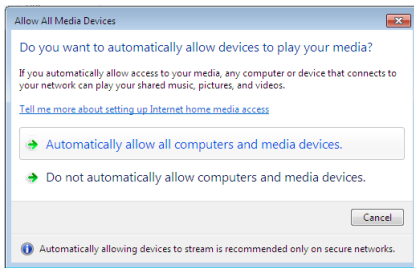 Allow All Media Devices
Do you want to automatically allow devices to play your media?
If you automatically allow access to your media, any computer or device that connects to
your network can play your shared music, pictures, and videos.
Tell me more about setting up Internet home media access
Automatically allow all computers and media devices.
Do not automatically allow computers and media devices.
Cancel
Automatically allowing devices to stream is recommended only on secure networks.